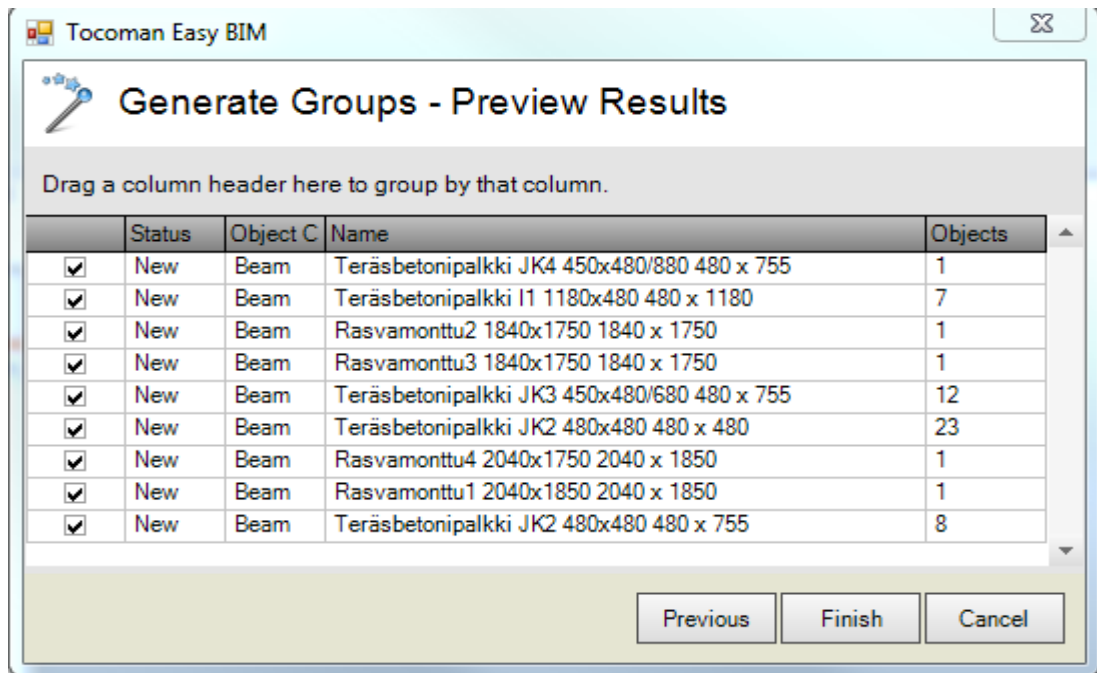 Tocoman Easy BIM
Generate Groups - Preview Results
Drag a column header here to group by that column.
Status Object C Name Objects
New Beam Teräsbetonipalkki JK4 450x480/880 480 x 755 1
New Beam Teräsbetonipalkki I1 1180x480 480 x 1180 7
New Beam Rasvamonttu2 1840x1750 1840 x 1750 1
New Beam Rasvamonttu3 1840x1750 1840 x 1750 1
New Beam Teräsbetonipalkki JK3 450x480/680 480 x 755 12
New Beam Teräsbetonipalkki JK2 480x480 480 x 480 23
New Beam Rasvamonttu4 2040x1750 2040 x 1850 1
New Beam Rasvamonttu1 2040x1850 2040 x 1850 1
New Beam Teräsbetonipalkki JK2 480x480 480 x 755 8
Previous Finish Cancel